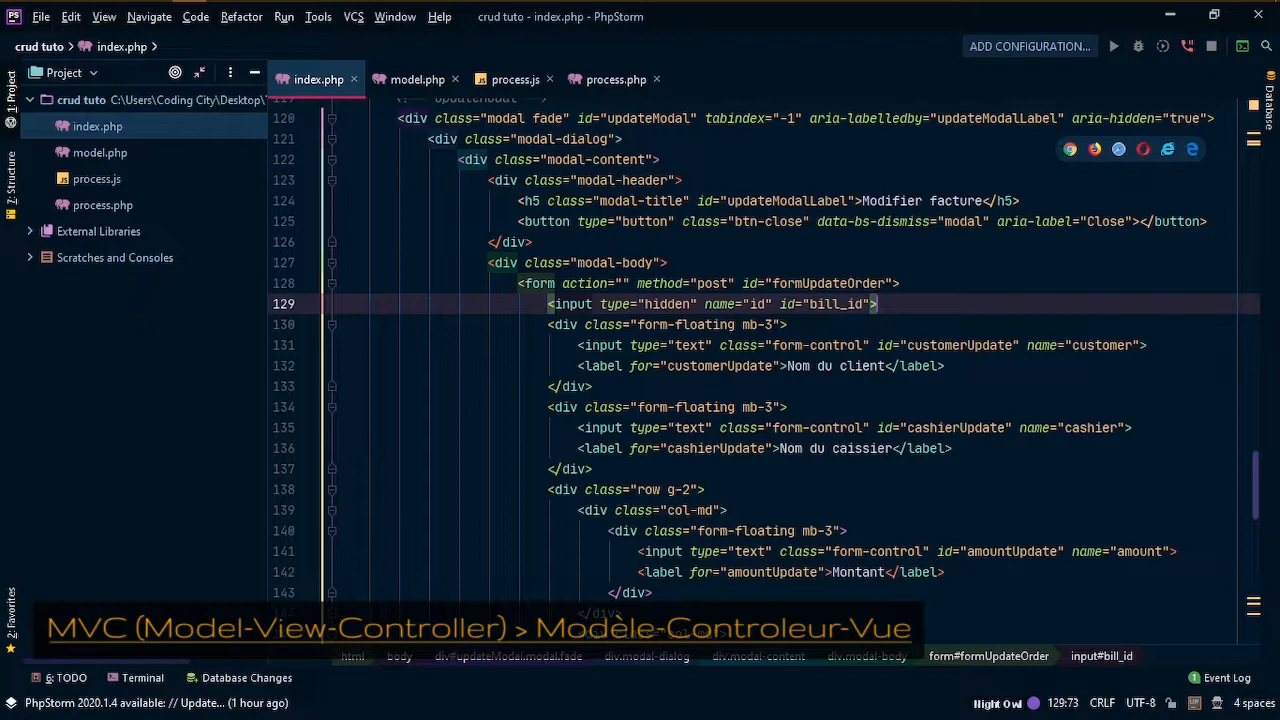 PS File Edit View Navigate Code Refactor Run Tools VCS Window Help crud tuto - index.php - PhpStorm
crud tuto index.php ADD CONFIGURATION...
Project
index.php model.php process.js process.php
1: Project
Z: Structure
2: Favorites
Database
crud tuto C:\Users\Coding City\Desktop\
index.php
model.php
process.js
process.php
External Libraries
Scratches and Consoles
120 <div class="modal fade" id="updateModal" tabindex="-1" aria-labelledby="updateModalLabel" aria-hidden="true">
121 <div class="modal-dialog">
122 <div class="modal-content">
123 <div class="modal-header">
124 <h5 class="modal-title" id="updateModalLabel">Modifier facture</h5>
125 <button type="button" class="btn-close" data-bs-dismiss="modal" aria-label="Close"></button>
126 </div>
127 <div class="modal-body">
128 <form action="" method="post" id="formUpdateOrder">
129 <input type="hidden" name="id" id="bill_id">
130 <div class="form-floating mb-3">
131 <input type="text" class="form-control" id="customerUpdate" name="customer">
132 <label for="customerUpdate">Nom du client</label>
133 </div>
134 <div class="form-floating mb-3">
135 <input type="text" class="form-control" id="cashierUpdate" name="cashier">
136 <label for="cashierUpdate">Nom du caissier</label>
137 </div>
138 <div class="row g-2">
139 <div class="col-md">
140 <div class="form-floating mb-3">
141 <input type="text" class="form-control" id="amountUpdate" name="amount">
142 <label for="amountUpdate">Montant</label>
143 </div>
MVC (Model-View-Controller) > Modèle-Controleur-Vue
html body div#updateModal.modal.fade div.modal-dialog div.modal-content div.modal-body form#formUpdateOrder input#bill_id
6: TODO Terminal Database Changes 1 Event Log
PhpStorm 2020.1.4 available: // Update... (1 hour ago) Night Owl 129:73 CRLF UTF-8 4 spaces